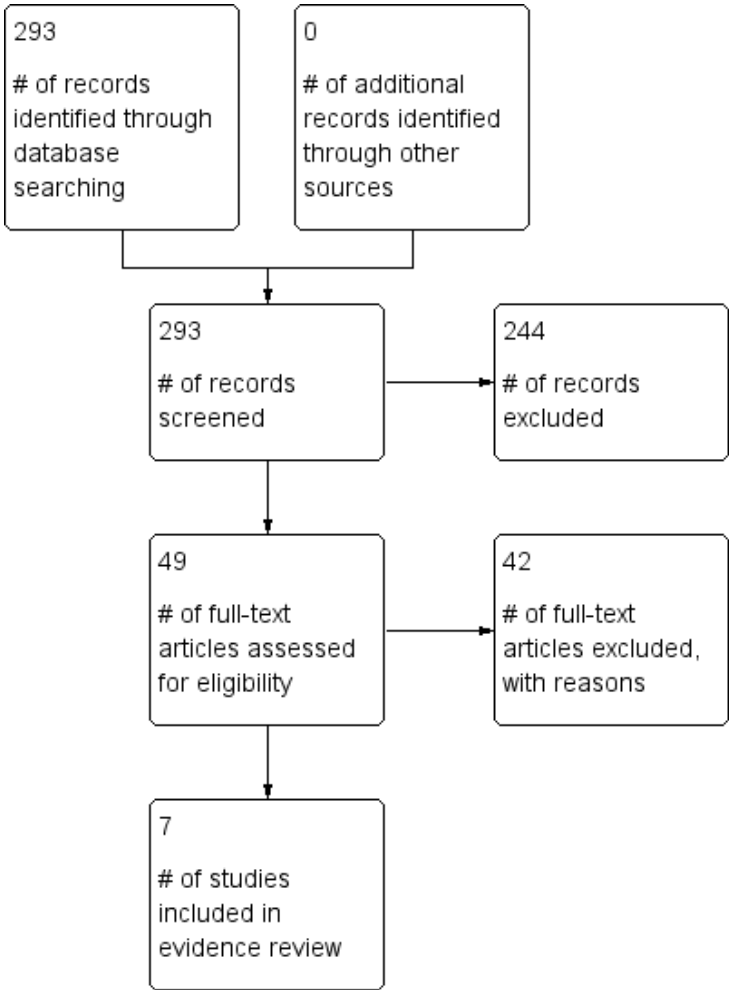 293
# of records
identified through
database
searching
0
# of additional
records identified
through other
sources
293
# of records
screened
244
# of records
excluded
49
# of full-text
articles assessed
for eligibility
42
# of full-text
articles excluded,
with reasons
7
# of studies
included in
evidence review